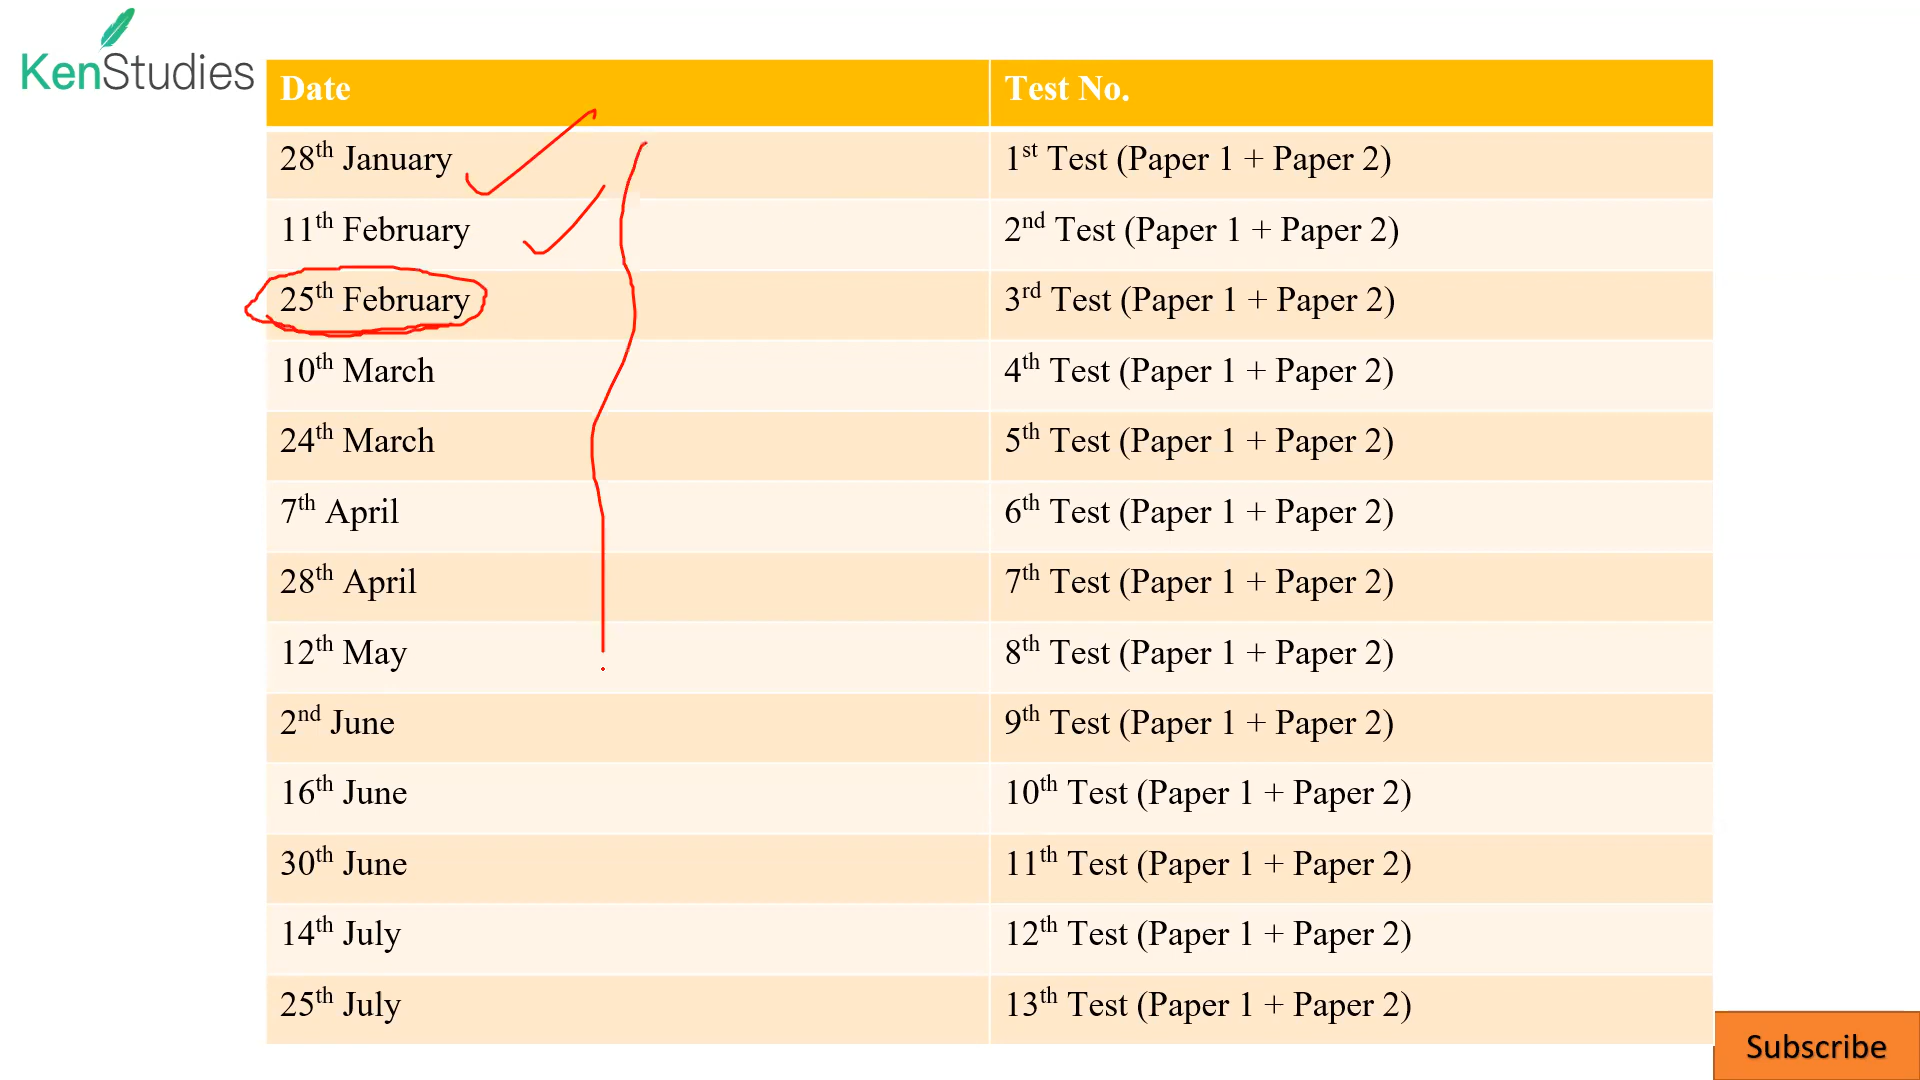 KenStudies
Date Test No.
28th January 1st Test (Paper 1 + Paper 2)
11th February 2nd Test (Paper 1 + Paper 2)
25th February 3rd Test (Paper 1 + Paper 2)
10th March 4th Test (Paper 1 + Paper 2)
24th March 5th Test (Paper 1 + Paper 2)
7th April 6th Test (Paper 1 + Paper 2)
28th April 7th Test (Paper 1 + Paper 2)
12th May 8th Test (Paper 1 + Paper 2)
2nd June 9th Test (Paper 1 + Paper 2)
16th June 10th Test (Paper 1 + Paper 2)
30th June 11th Test (Paper 1 + Paper 2)
14th July 12th Test (Paper 1 + Paper 2)
25th July 13th Test (Paper 1 + Paper 2)
Subscribe